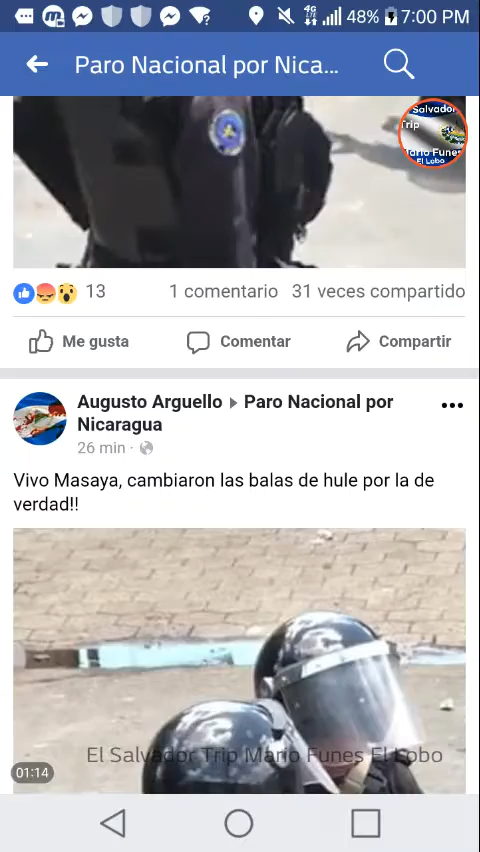 48% 7:00 PM
4G
LTE
Paro Nacional por Nica...
Salvador
Trip
Mario Funes
El Lobo
13 1 comentario 31 veces compartido
Me gusta Comentar Compartir
Augusto Arguello Paro Nacional por
Nicaragua
26 min ·
Vivo Masaya, cambiaron las balas de hule por la de
verdad!!
El Salvador Trip Mario Funes El Lobo
01:14